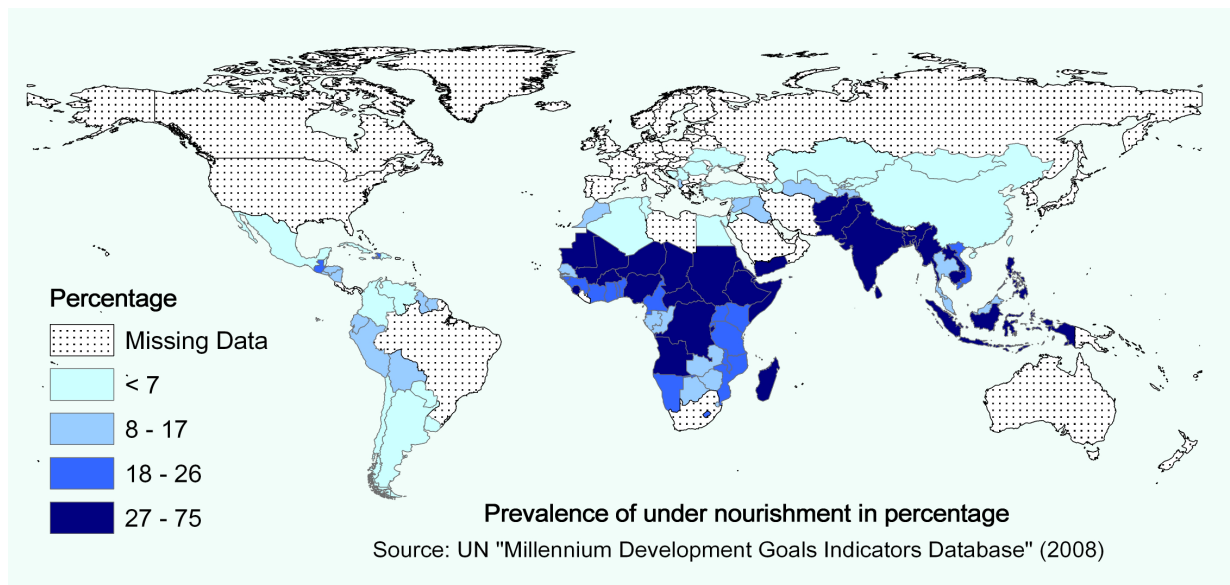 Percentage
Missing Data
< 7
8 - 17
18 - 26
27 - 75
Prevalence of under nourishment in percentage
Source: UN "Millennium Development Goals Indicators Database" (2008)